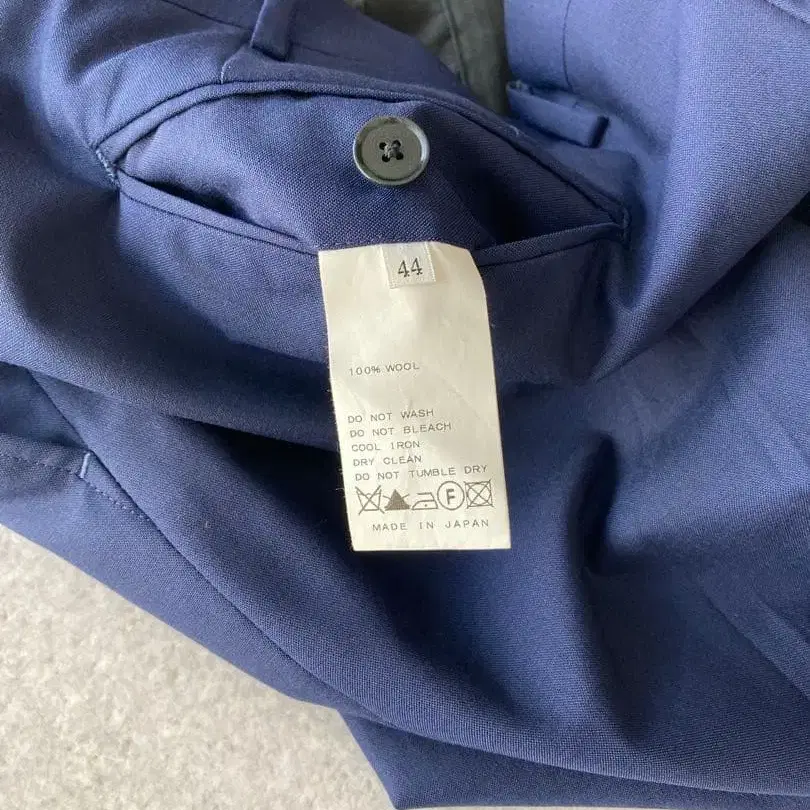 44
100% WOOL
DO NOT WASH
DO NOT BLEACH
COOL IRON
DRY CLEAN
DO NOT TUMBLE DRY
F
MADE IN JAPAN